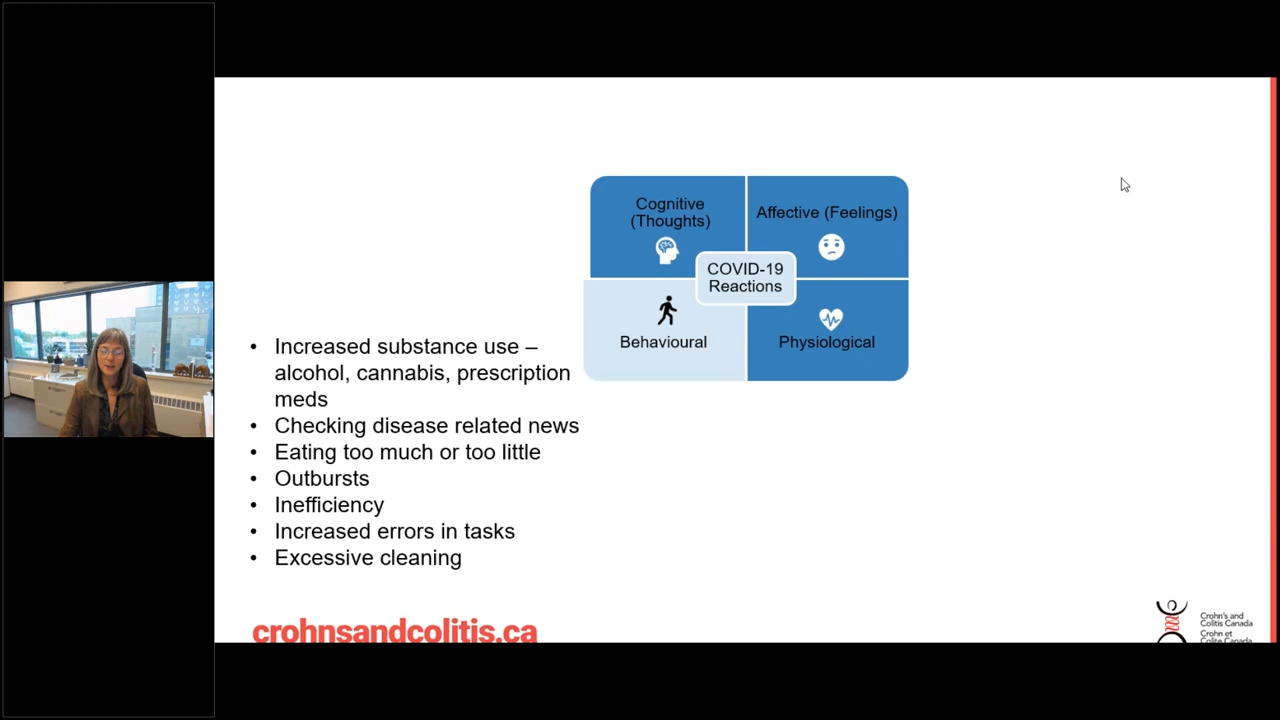 Cognitive
(Thoughts)
Affective (Feelings)
COVID-19
Reactions
Behavioural
Physiological
• Increased substance use –
alcohol, cannabis, prescription
meds
• Checking disease related news
• Eating too much or too little
• Outbursts
• Inefficiency
• Increased errors in tasks
• Excessive cleaning
crohnsandcolitis.ca
Crohn's and
Colitis Canada
Crohn et
Colite Canada